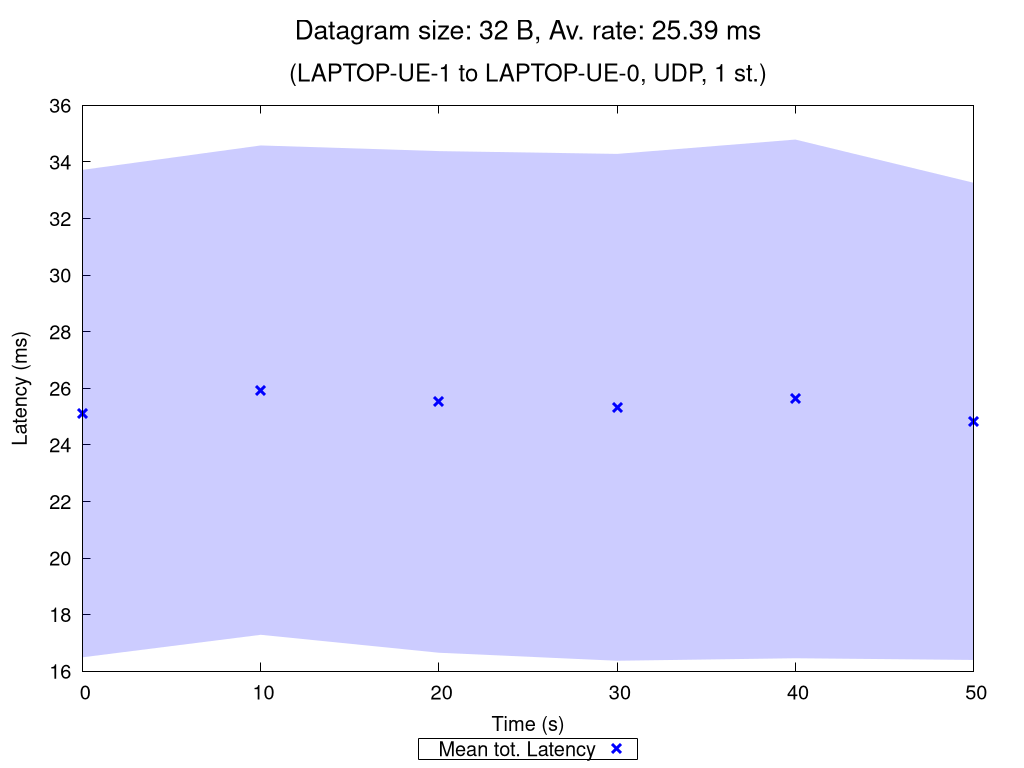 Datagram size: 32 B, Av. rate: 25.39 ms
(LAPTOP-UE-1 to LAPTOP-UE-0, UDP, 1 st.)
36
34
32
30
28
26
24
22
20
18
16
Latency (ms)
0 10 20 30 40 50
Time (s)
Mean tot. Latency